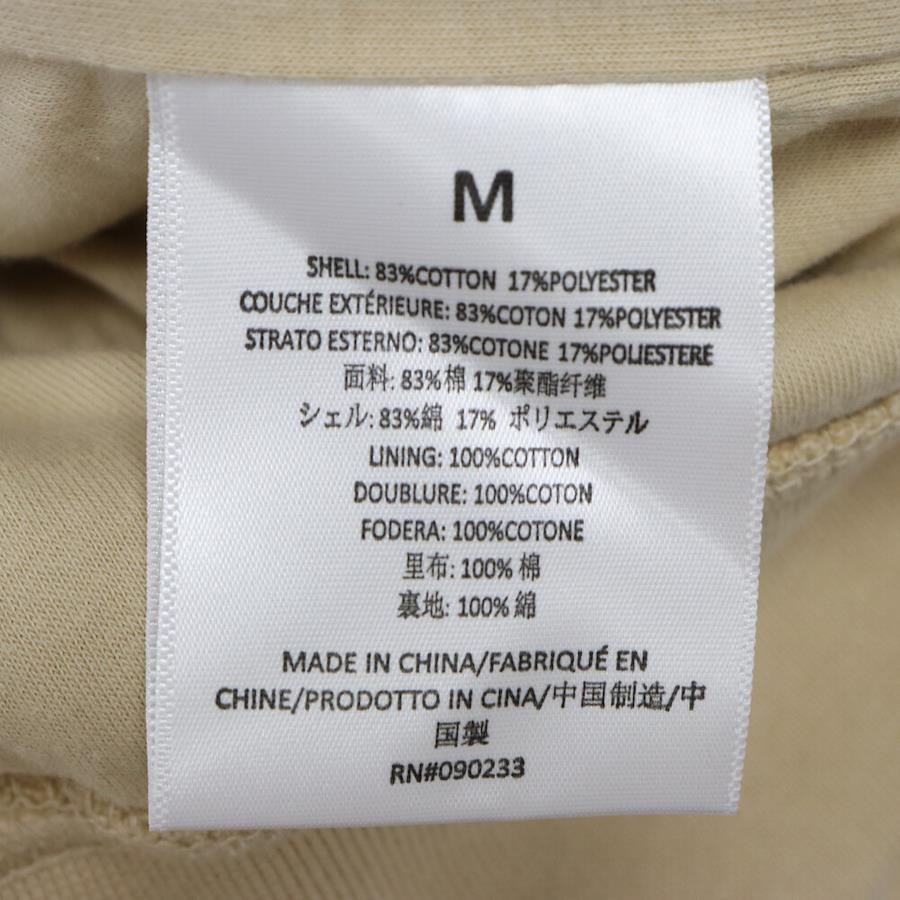 M
SHELL: 83%COTTON 17%POLYESTER
COUCHE EXTÉRIEURE: 83%COTON 17%POLYESTER
STRATO ESTERNO: 83%COTONE 17%POLIESTERE
面料: 83%棉 17%聚酯纤维
シェル: 83%綿 17% ポリエステル
LINING: 100%COTTON
DOUBLURE: 100%COTON
FODERA: 100%COTONE
里布: 100% 棉
裏地: 100% 綿
MADE IN CHINA/FABRIQUÉ EN
CHINE/PRODOTTO IN CINA/中国制造/中
国製
RN#090233